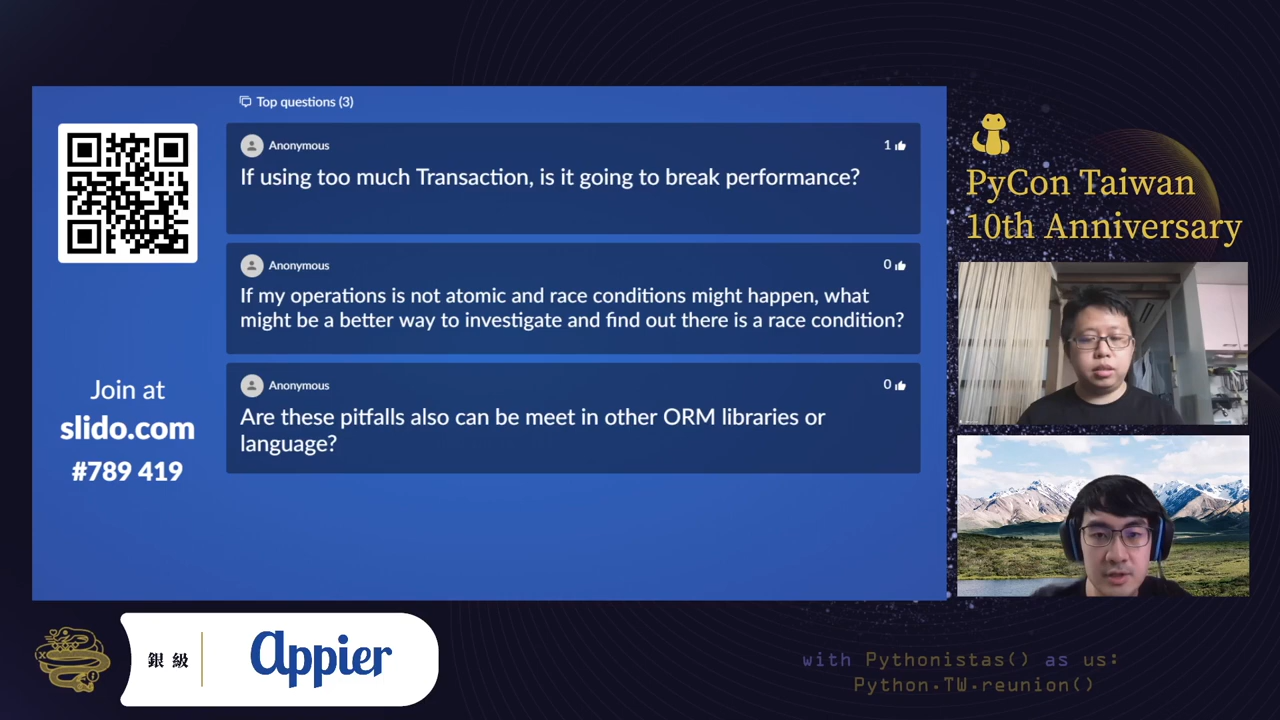 Top questions (3)
Anonymous
1
If using too much Transaction, is it going to break performance?
Anonymous
0
If my operations is not atomic and race conditions might happen, what
might be a better way to investigate and find out there is a race condition?
Anonymous
0
Are these pitfalls also can be meet in other ORM libraries or
language?
Join at
slido.com
#789 419
PyCon Taiwan
10th Anniversary
銀級
appier
with Pythonistas() as us:
Python.TW.reunion()